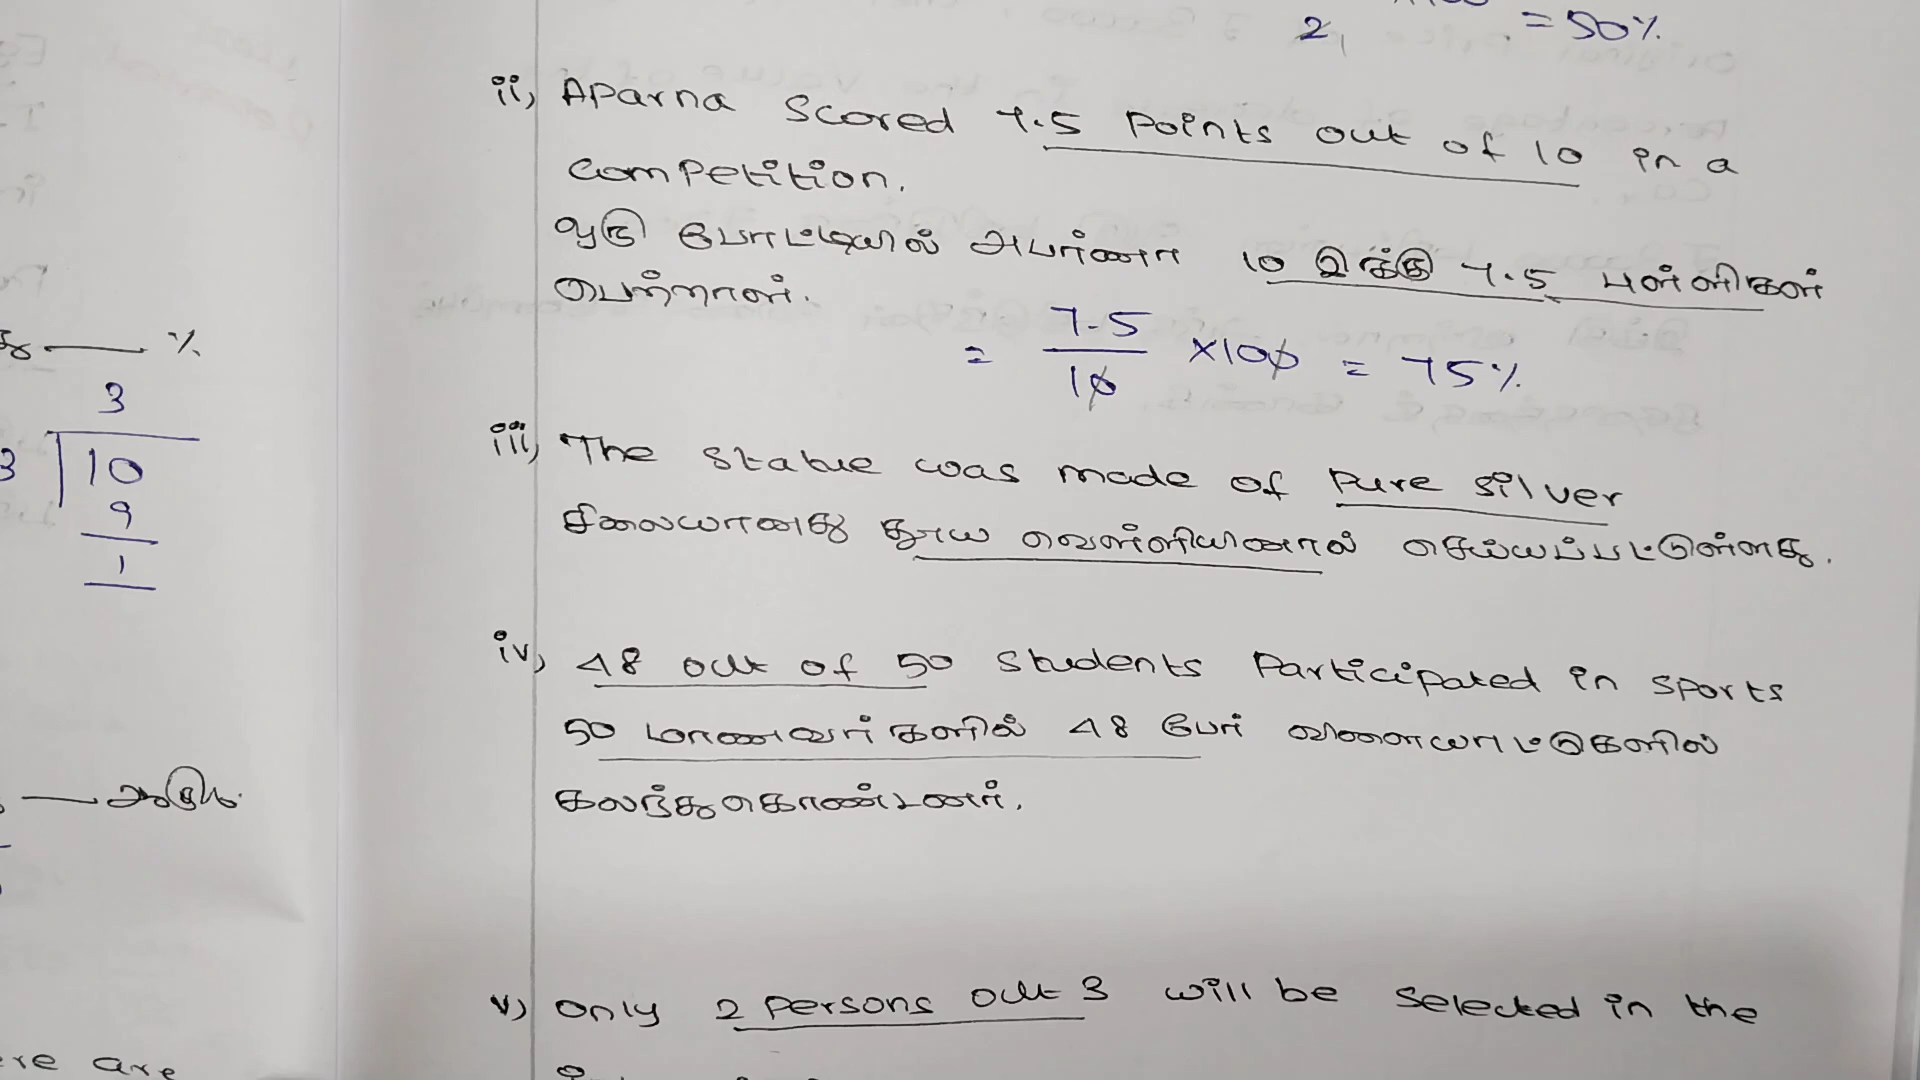 2 = 50%
ii, Aparna scored 7.5 points out of 10 in a
competition.
ஒரு போட்டியில் அபர்ணா 10 இக்கு 7.5 புள்ளிகள்
பெற்றாள்.
= 7.5/10 ×100 = 75%
iii, The statue was made of pure silver
சிலையானது தூய வெள்ளியினால் செய்யப்பட்டுள்ளது.
iv, 48 out of 50 students participated in sports
50 மாணவர்களில் 48 பேர் விளையாட்டுகளில்
கலந்துகொண்டனர்.
v) Only 2 persons out 3 will be selected in the
%
3
3 10
9
1
are